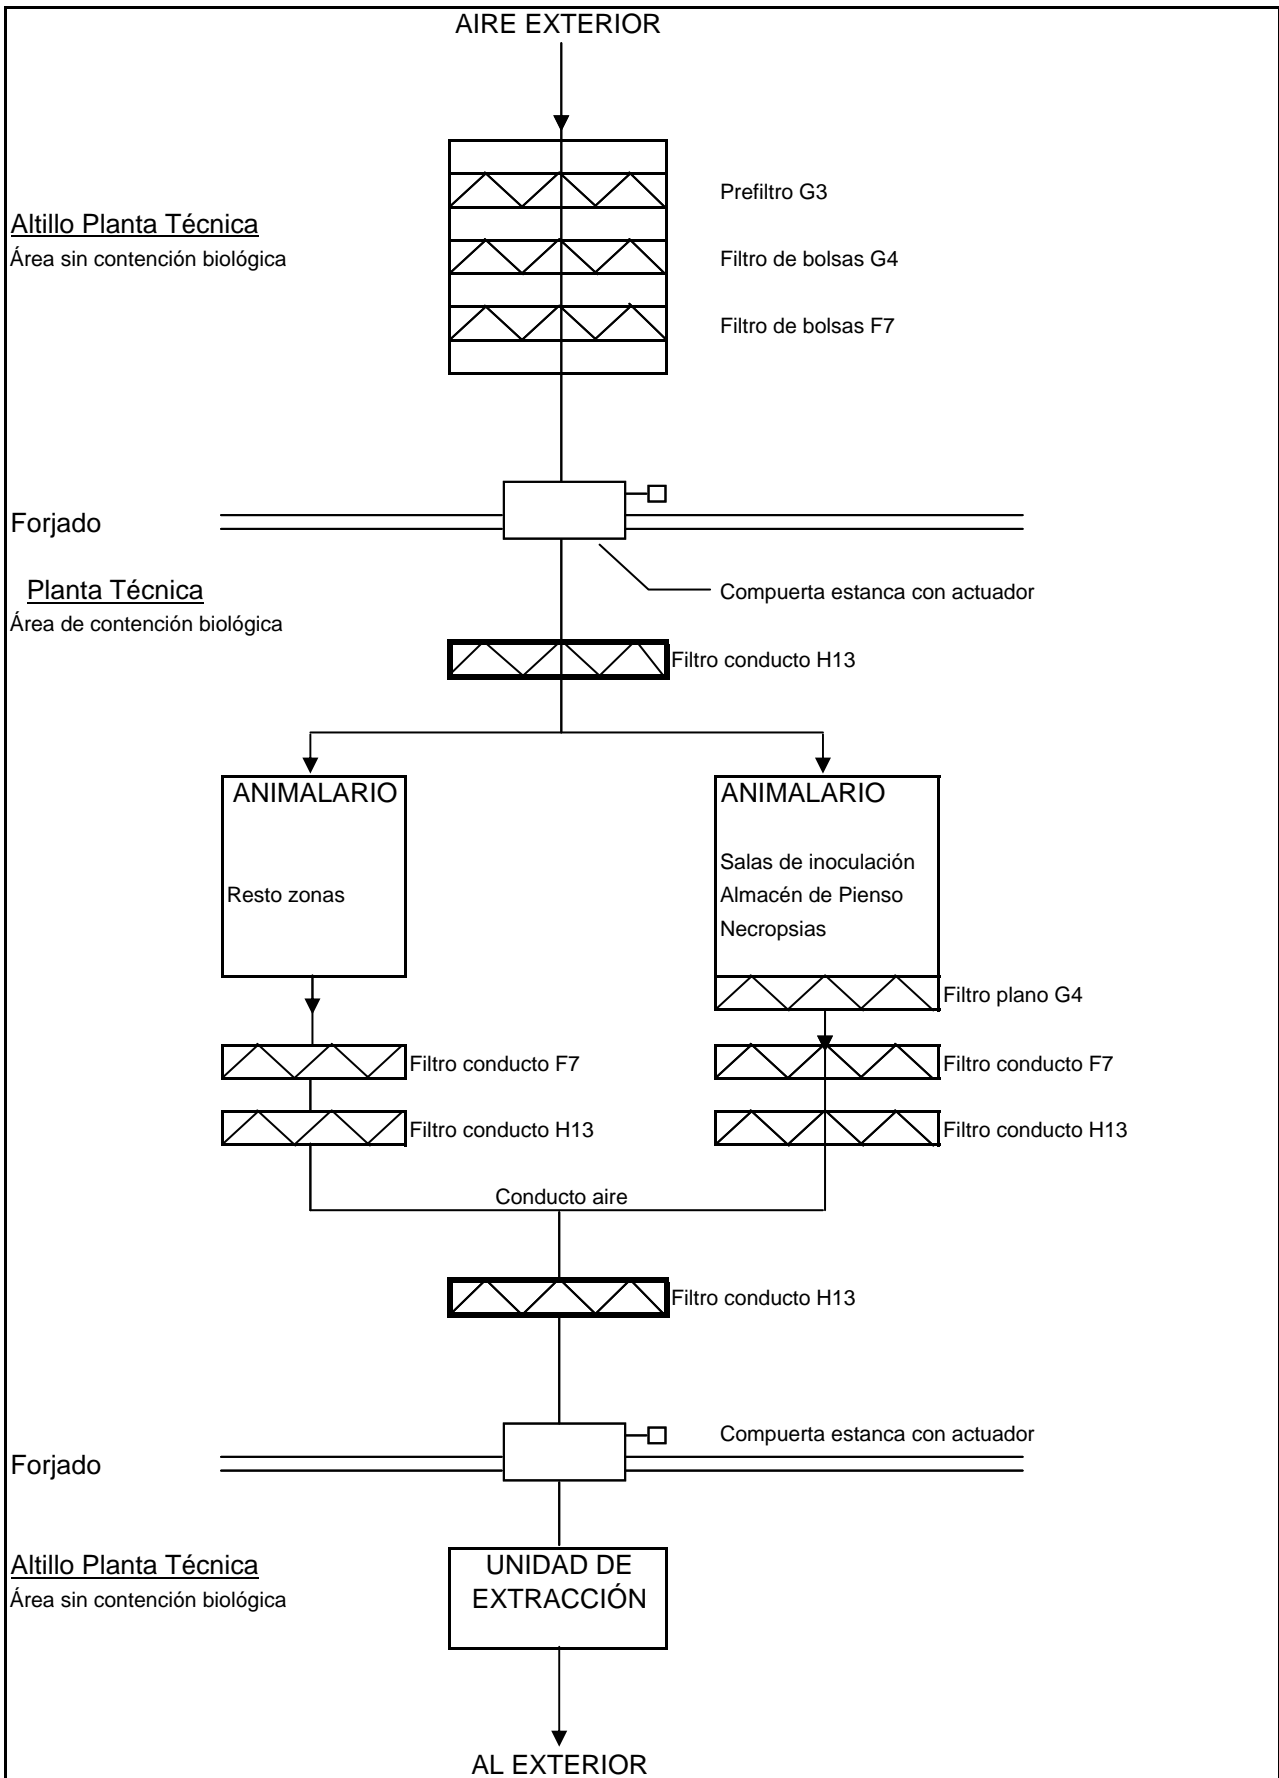 AIRE EXTERIOR
Prefiltro G3
Altillo Planta Técnica
Área sin contención biológica
Filtro de bolsas G4
Filtro de bolsas F7
Forjado
Planta Técnica
Compuerta estanca con actuador
Área de contención biológica
Filtro conducto H13
ANIMALARIO
Resto zonas
ANIMALARIO
Salas de inoculación
Almacén de Pienso
Necropsias
Filtro plano G4
Filtro conducto F7
Filtro conducto F7
Filtro conducto H13
Filtro conducto H13
Conducto aire
Filtro conducto H13
Compuerta estanca con actuador
Forjado
Altillo Planta Técnica
Área sin contención biológica
UNIDAD DE
EXTRACCIÓN
AL EXTERIOR